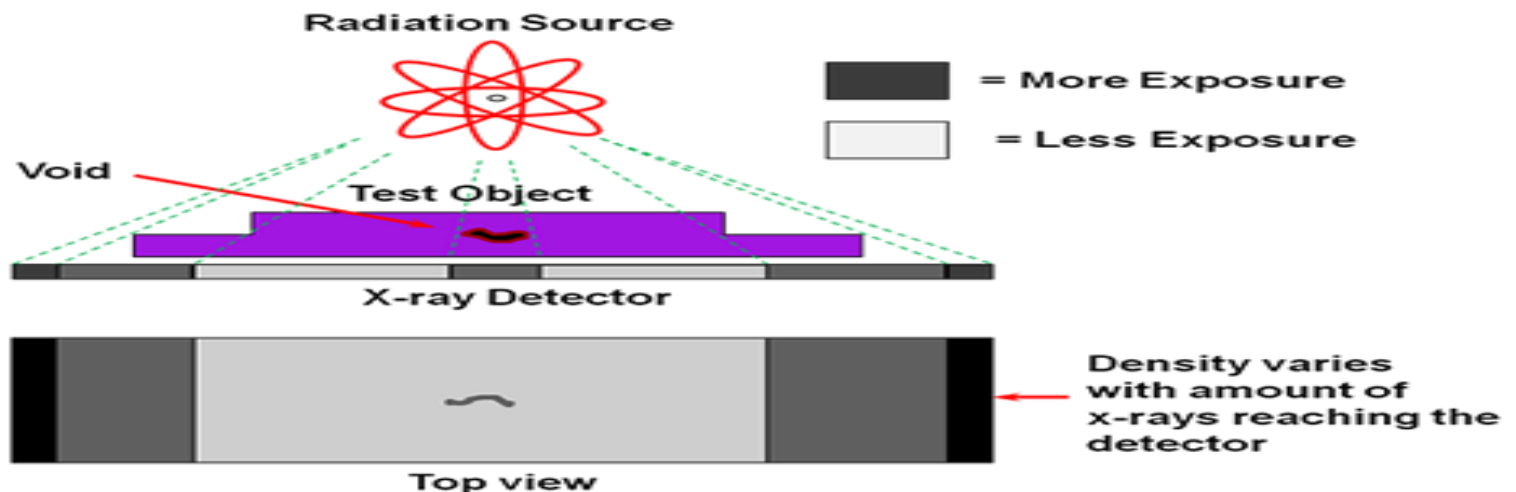 Radiation Source
= More Exposure
= Less Exposure
Void
Test Object
X-ray Detector
Density varies
with amount of
x-rays reaching the
detector
Top view